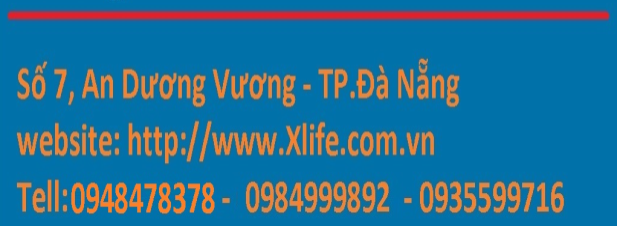 Số 7, An Dương Vương - TP.Đà Nẵng
website: http://www.Xlife.com.vn
Tell:0948478378 - 0984999892 - 0935599716